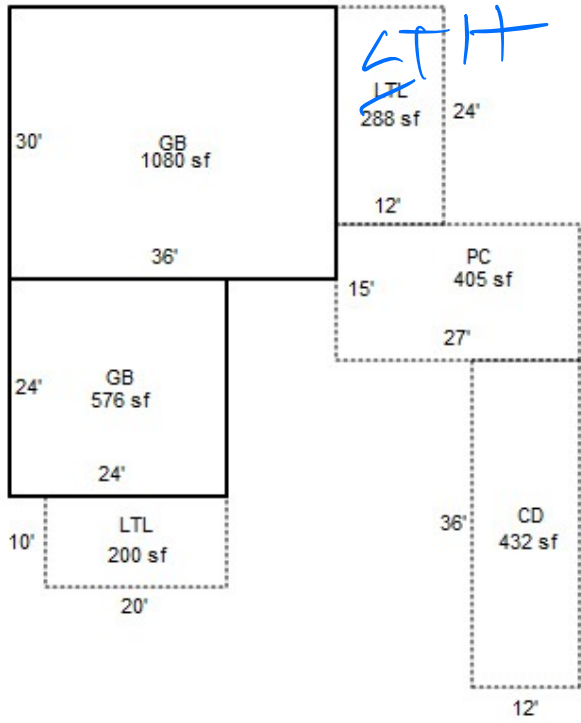 30'
GB
1080 sf
36'
LTL
288 sf
24'
12'
PC
405 sf
15'
27'
24'
GB
576 sf
24'
10'
LTL
200 sf
20'
36'
CD
432 sf
12'